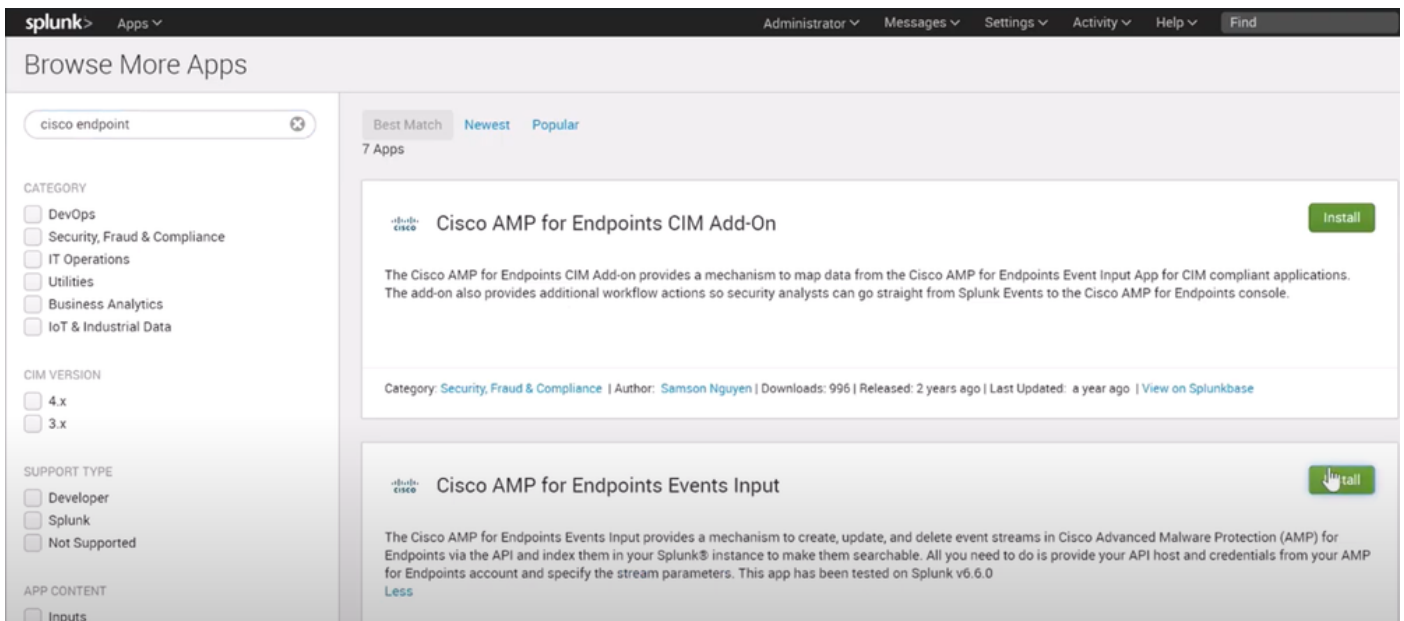 splunk> Apps Administrator Messages Settings Activity Help Find
Browse More Apps
cisco endpoint
Best Match Newest Popular
7 Apps
CATEGORY
DevOps
Security, Fraud & Compliance
IT Operations
Utilities
Business Analytics
IoT & Industrial Data
CIM VERSION
4.x
3.x
SUPPORT TYPE
Developer
Splunk
Not Supported
APP CONTENT
Inputs
cisco Cisco AMP for Endpoints CIM Add-On Install
The Cisco AMP for Endpoints CIM Add-on provides a mechanism to map data from the Cisco AMP for Endpoints Event Input App for CIM compliant applications.
The add-on also provides additional workflow actions so security analysts can go straight from Splunk Events to the Cisco AMP for Endpoints console.
Category: Security, Fraud & Compliance | Author: Samson Nguyen | Downloads: 996 | Released: 2 years ago | Last Updated: a year ago | View on Splunkbase
cisco Cisco AMP for Endpoints Events Input
The Cisco AMP for Endpoints Events Input provides a mechanism to create, update, and delete event streams in Cisco Advanced Malware Protection (AMP) for
Endpoints via the API and index them in your Splunk® instance to make them searchable. All you need to do is provide your API host and credentials from your AMP
for Endpoints account and specify the stream parameters. This app has been tested on Splunk v6.6.0
Less